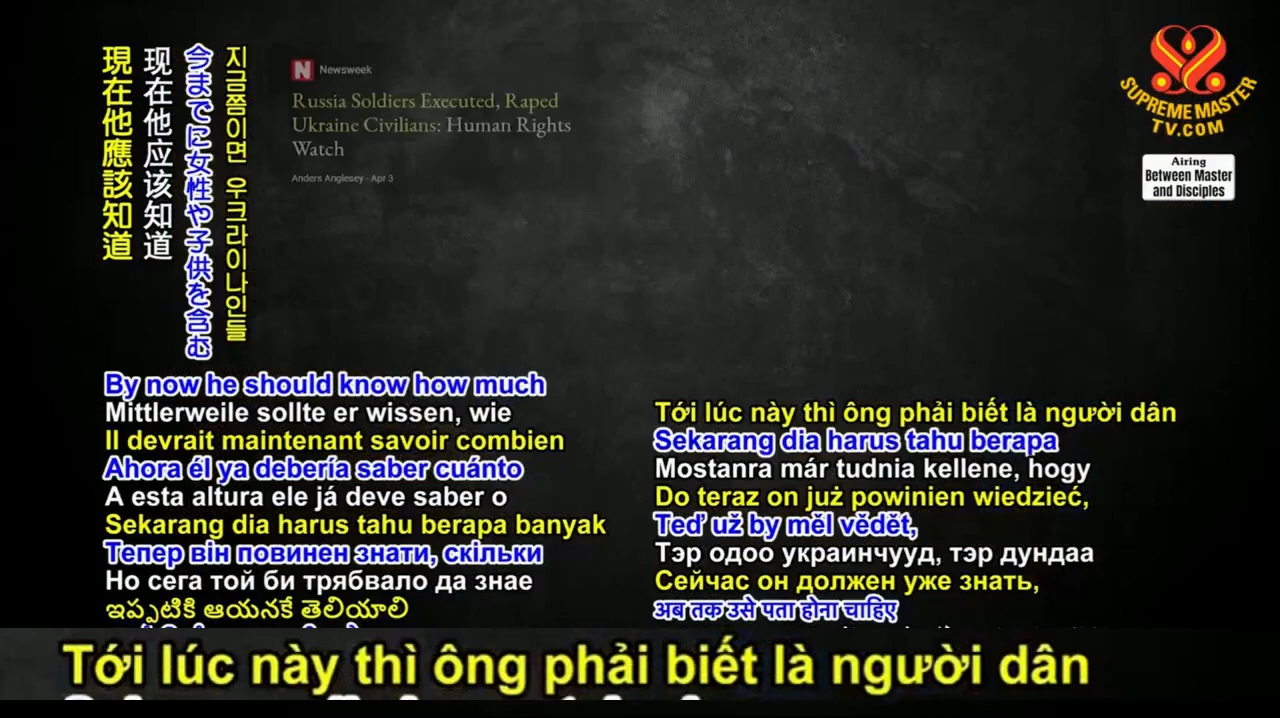 現在他應該知道
现在他应该知道
今までに女性や子供を含む
지금쯤이면 우크라이나인들
Newsweek
Russia Soldiers Executed, Raped
Ukraine Civilians: Human Rights
Watch
Anders Anglesey - Apr 3
SUPREME MASTER
TV.COM
Airing
Between Master
and Disciples
By now he should know how much
Mittlerweile sollte er wissen, wie
Il devrait maintenant savoir combien
Ahora él ya debería saber cuánto
A esta altura ele já deve saber o
Sekarang dia harus tahu berapa banyak
Тепер він повинен знати, скільки
Но сега той би трябвало да знае
ఇప్పటికి ఆయనకే తెలియాలి
Tới lúc này thì ông phải biết là người dân
Sekarang dia harus tahu berapa
Mostanra már tudnia kellene, hogy
Do teraz on już powinien wiedzieć,
Teď už by měl vědět,
Тэр одоо украинчууд, тэр дундаа
Сейчас он должен уже знать,
अब तक उसे पता होना चाहिए
Tới lúc này thì ông phải biết là người dân